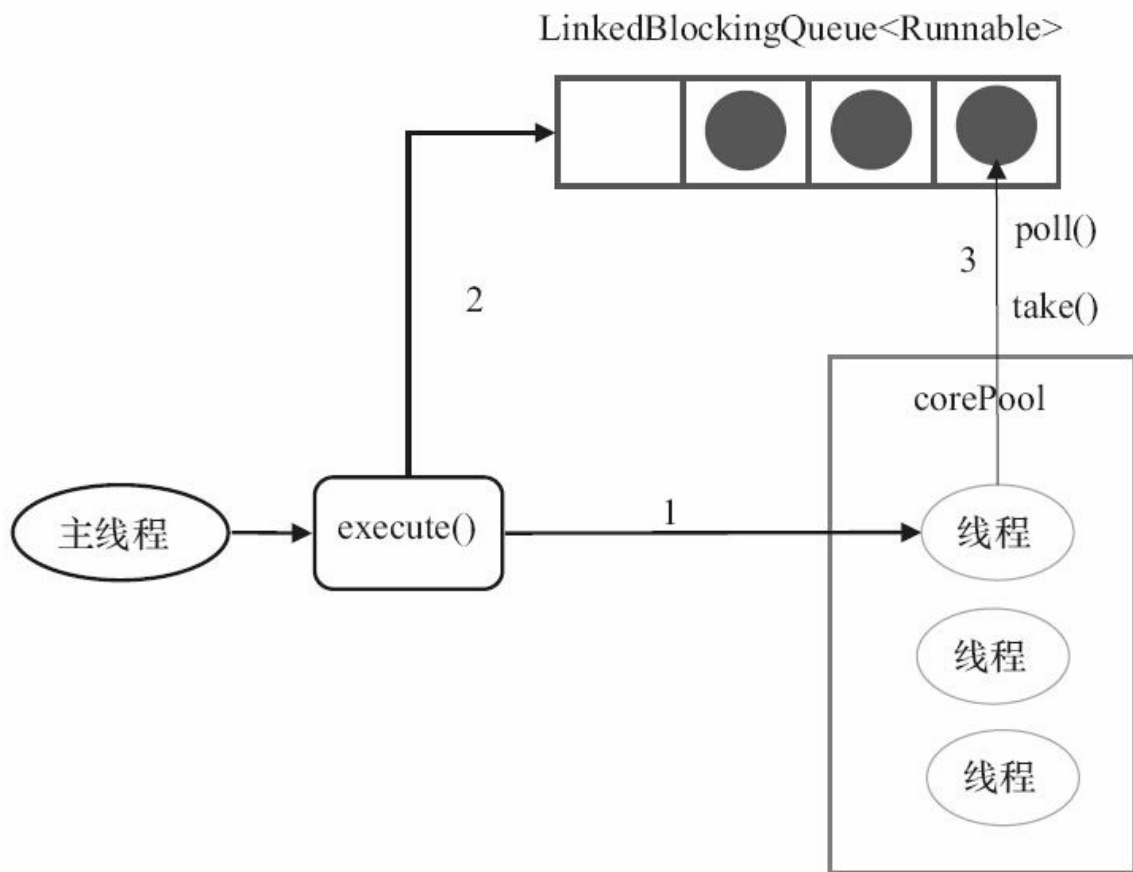 LinkedBlockingQueue<Runnable>
poll()
3
2
take()
corePool
主线程
execute()
1
线程
线程
线程